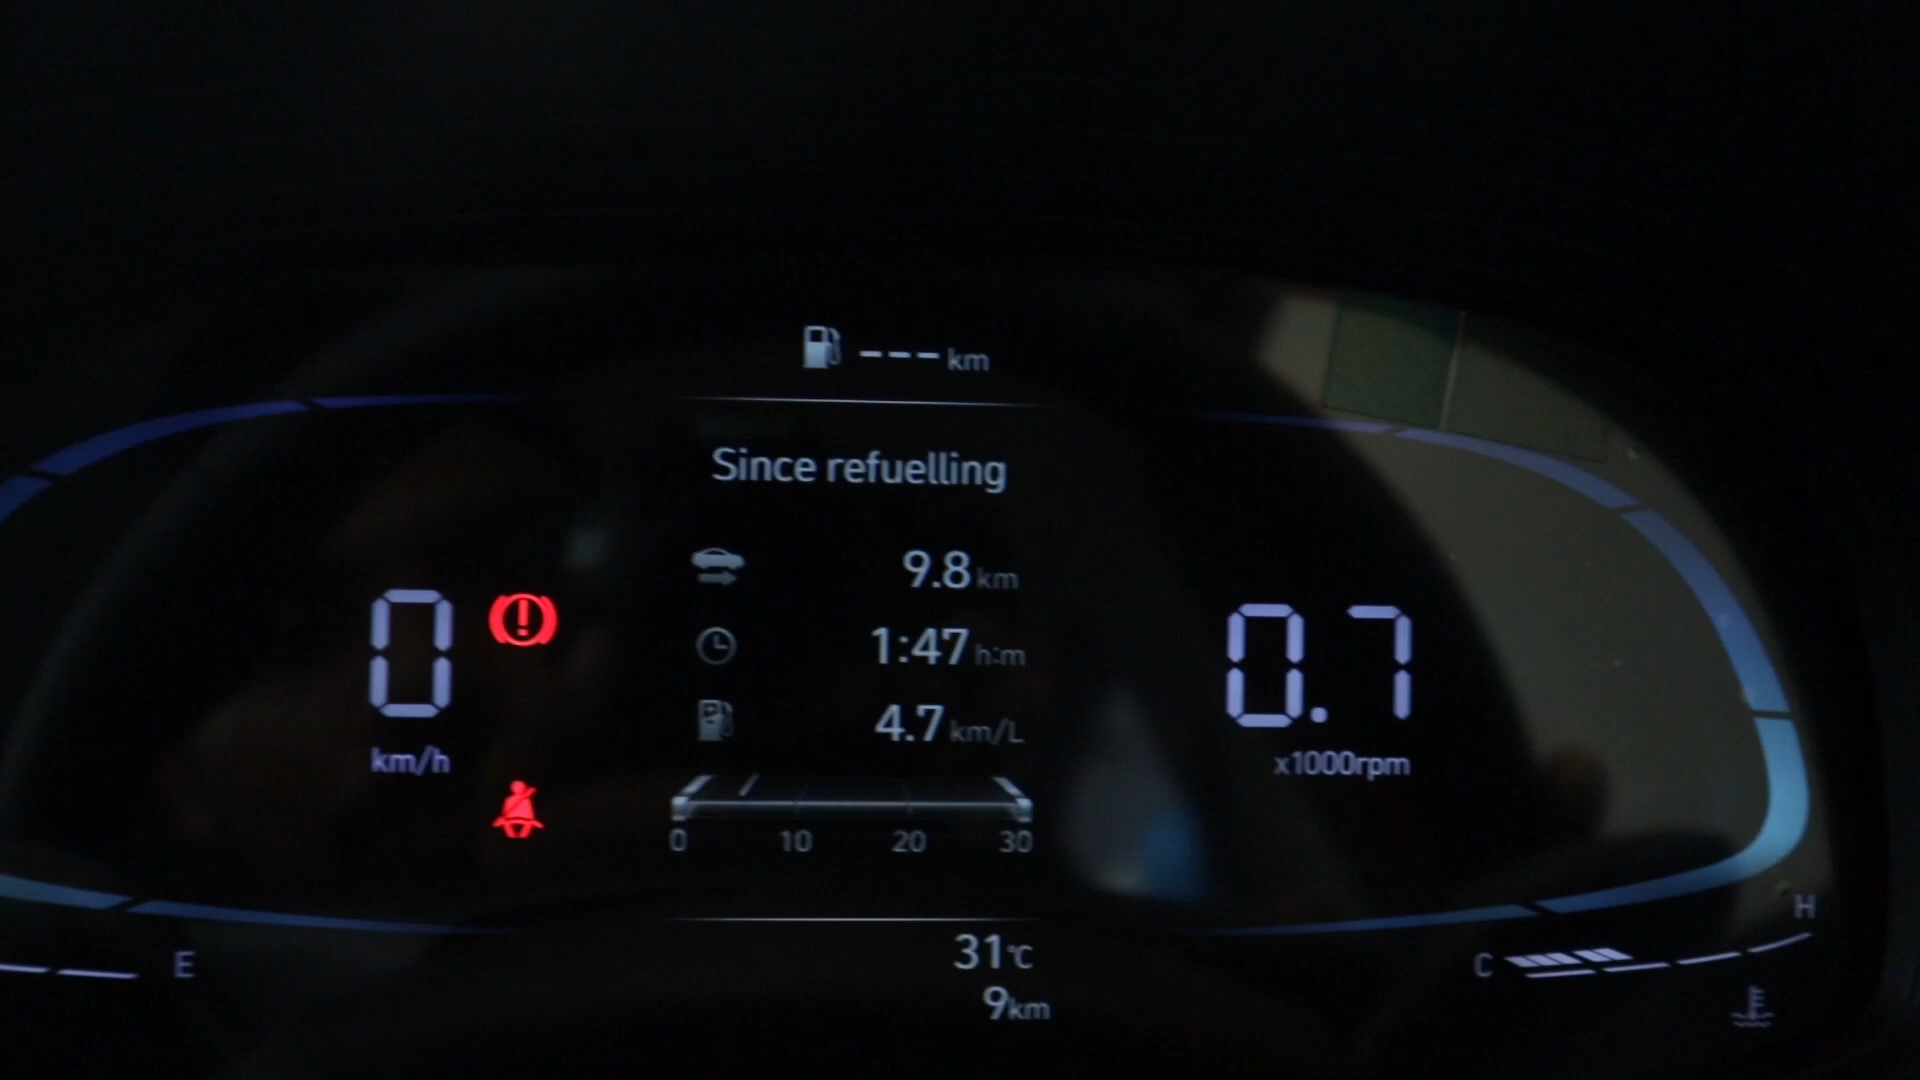 --- km
Since refuelling
9.8 km
1:47 h:m
4.7 km/L
0 10 20 30
0
km/h
0.7
x1000rpm
E
C
H
31°C
9km